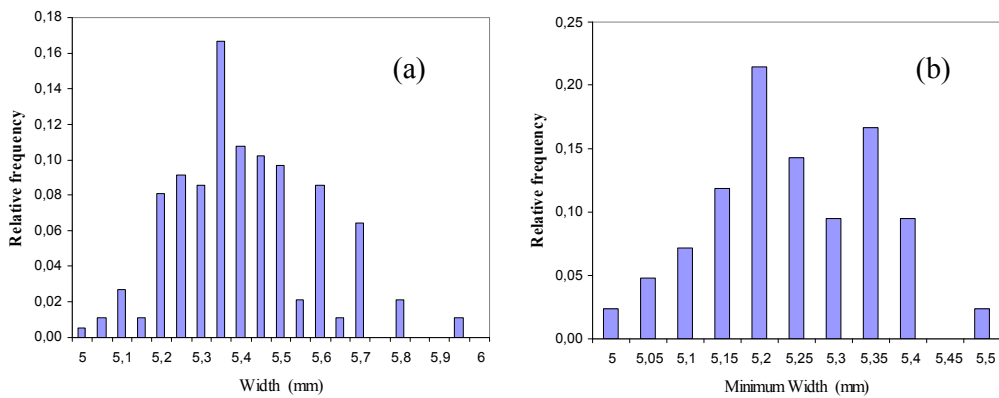 0,18
0,16
0,14
0,12
0,10
0,08
0,06
0,04
0,02
0,00
Relative frequency
(a)
5 5,1 5,2 5,3 5,4 5,5 5,6 5,7 5,8 5,9 6
Width (mm)
0,25
0,20
0,15
0,10
0,05
0,00
Relative frequency
(b)
5 5,05 5,1 5,15 5,2 5,25 5,3 5,35 5,4 5,45 5,5
Minimum Width (mm)